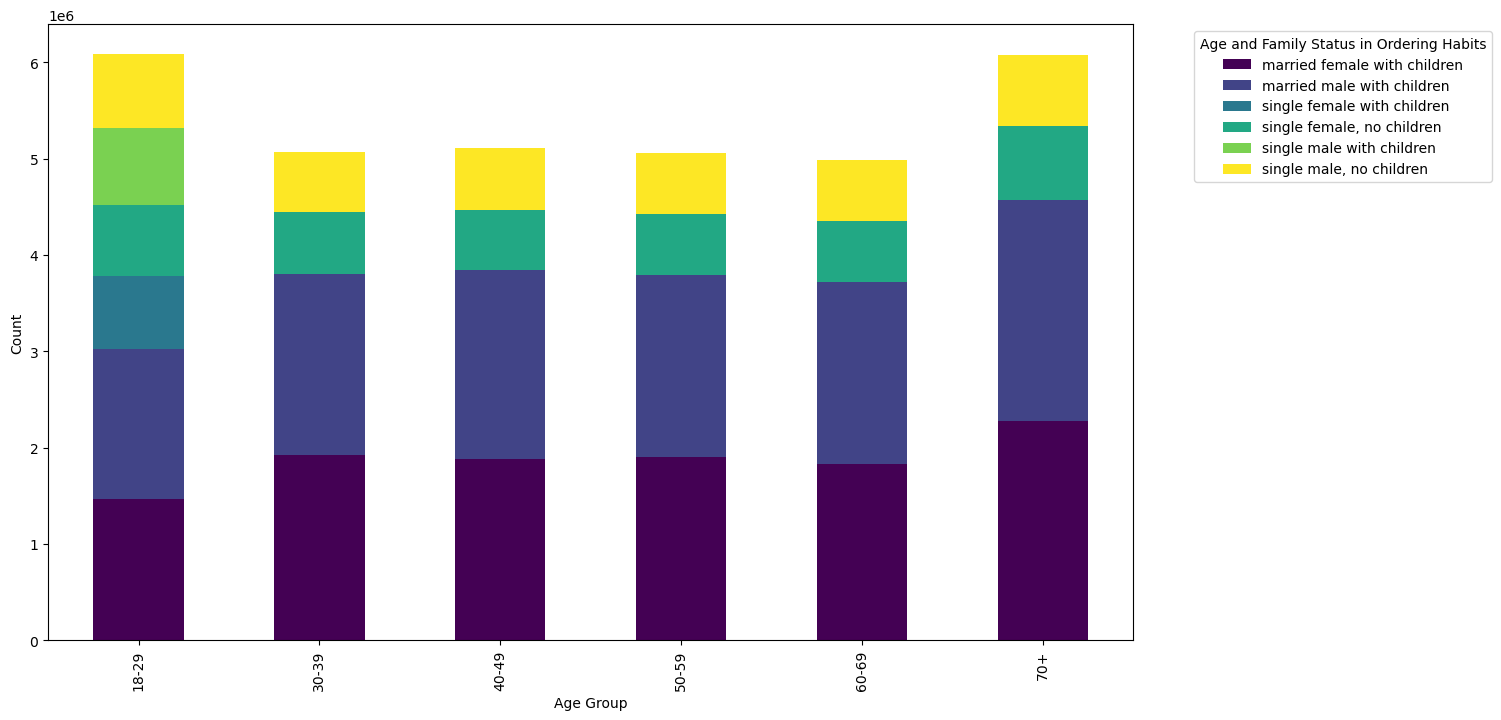 1e6
6
5
4
3
2
1
0
Count
18-29
30-39
40-49
50-59
60-69
70+
Age Group
Age and Family Status in Ordering Habits
married female with children
married male with children
single female with children
single female, no children
single male with children
single male, no children